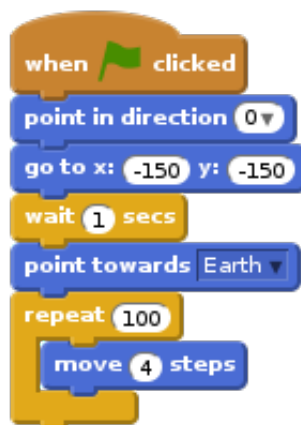 when clicked
point in direction 0
go to x: -150 y: -150
wait 1 secs
point towards Earth
repeat 100
move 4 steps